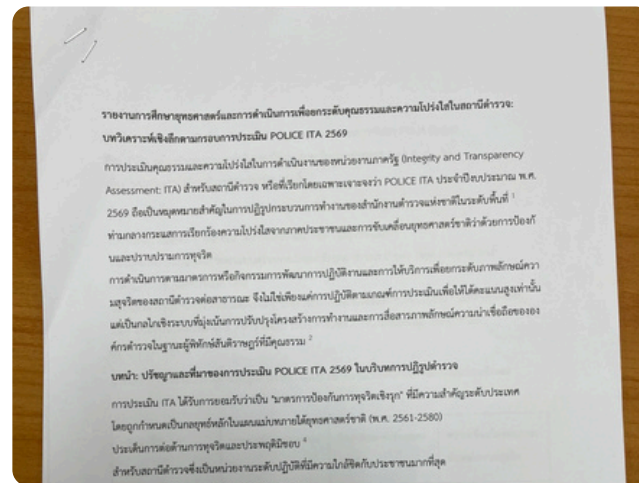 รายงานการศึกษายุทธศาสตร์และการดำเนินการเพื่อยกระดับคุณธรรมและความโปร่งใสในสถานีตำรวจ:
บทวิเคราะห์เชิงลึกตามกรอบการประเมิน POLICE ITA 2569
การประเมินคุณธรรมและความโปร่งใสในการดำเนินงานของหน่วยงานภาครัฐ (Integrity and Transparency
Assessment: ITA) สำหรับสถานีตำรวจ หรือที่เรียกโดยเฉพาะเจาะจงว่า POLICE ITA ประจำปีงบประมาณ พ.ศ.
2569 ถือเป็นหมุดหมายสำคัญในการปฏิรูปกระบวนการทำงานของสำนักงานตำรวจแห่งชาติในระดับพื้นที่ 1
ท่ามกลางกระแสการเรียกร้องความโปร่งใสจากภาคประชาชนและการขับเคลื่อนยุทธศาสตร์ชาติว่าด้วยการป้องกั
นและปราบปรามการทุจริต
การดำเนินการตามมาตรการหรือกิจกรรมการพัฒนาการปฏิบัติงานและการให้บริการเพื่อยกระดับภาพลักษณ์ควา
มสุจริตของสถานีตำรวจต่อสาธารณะ จึงไม่ใช่เพียงแค่การปฏิบัติตามเกณฑ์การประเมินเพื่อให้ได้คะแนนสูงเท่านั้น
แต่เป็นกลไกเชิงระบบที่มุ่งเน้นการปรับปรุงโครงสร้างการทำงานและการสื่อสารภาพลักษณ์ความน่าเชื่อถือขององ
ค์กรตำรวจในฐานะผู้พิทักษ์สันติราษฎร์ที่มีคุณธรรม 2
บทนำ: ปรัชญาและที่มาของการประเมิน POLICE ITA 2569 ในบริบทการปฏิรูปตำรวจ
การประเมิน ITA ได้รับการยอมรับว่าเป็น "มาตรการป้องกันการทุจริตเชิงรุก" ที่มีความสำคัญระดับประเทศ
โดยถูกกำหนดเป็นกลยุทธ์หลักในแผนแม่บทภายใต้ยุทธศาสตร์ชาติ (พ.ศ. 2561-2580)
ประเด็นการต่อต้านการทุจริตและประพฤติมิชอบ 4
สำหรับสถานีตำรวจซึ่งเป็นหน่วยงานระดับปฏิบัติที่มีความใกล้ชิดกับประชาชนมากที่สุด